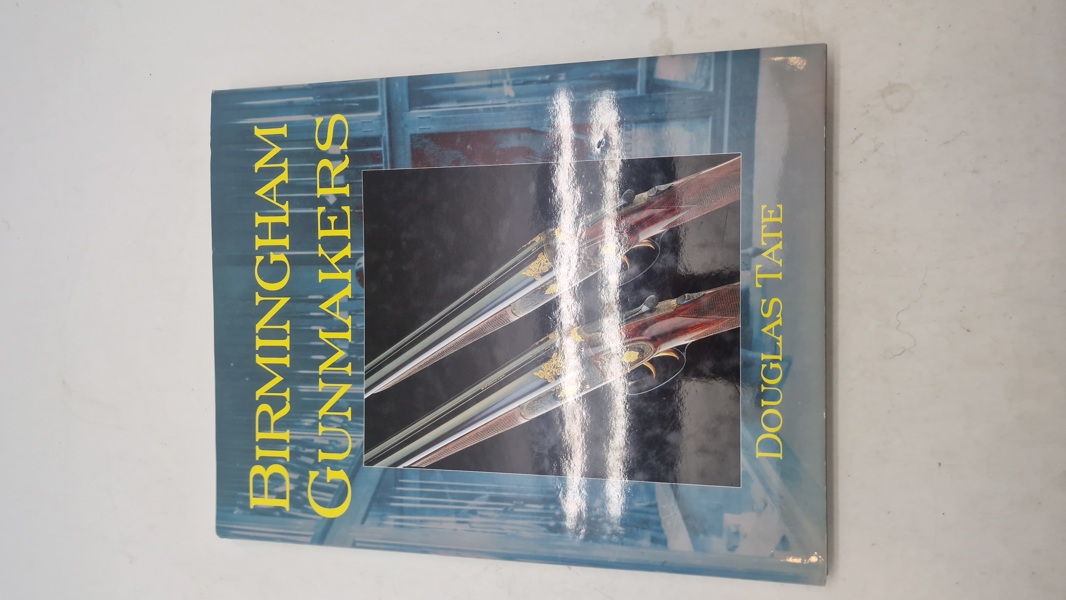 BIRMINGHAM
GUNMAKERS
DOUGLAS TATE